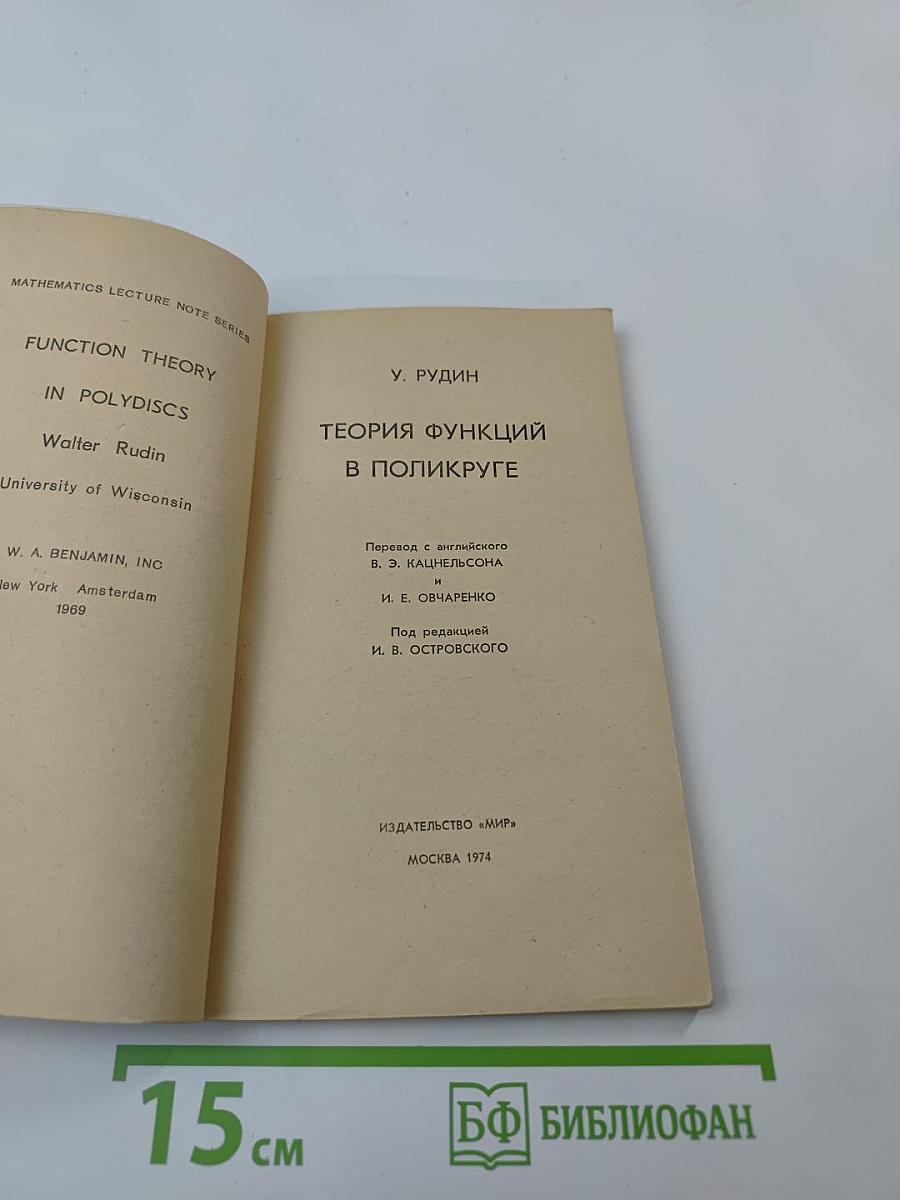 MATHEMATICS LECTURE NOTE SERIES
FUNCTION THEORY
IN POLYDISCS
Walter Rudin
University of Wisconsin
W. A. BENJAMIN, INC
New York Amsterdam
1969
У. РУДИН
ТЕОРИЯ ФУНКЦИЙ
В ПОЛИКРУГЕ
Перевод с английского
В. Э. КАЦНЕЛЬСОНА
и
И. Е. ОВЧАРЕНКО
Под редакцией
И. В. ОСТРОВСКОГО
ИЗДАТЕЛЬСТВО «МИР»
МОСКВА 1974
15 см
БФ БИБЛИОФАН